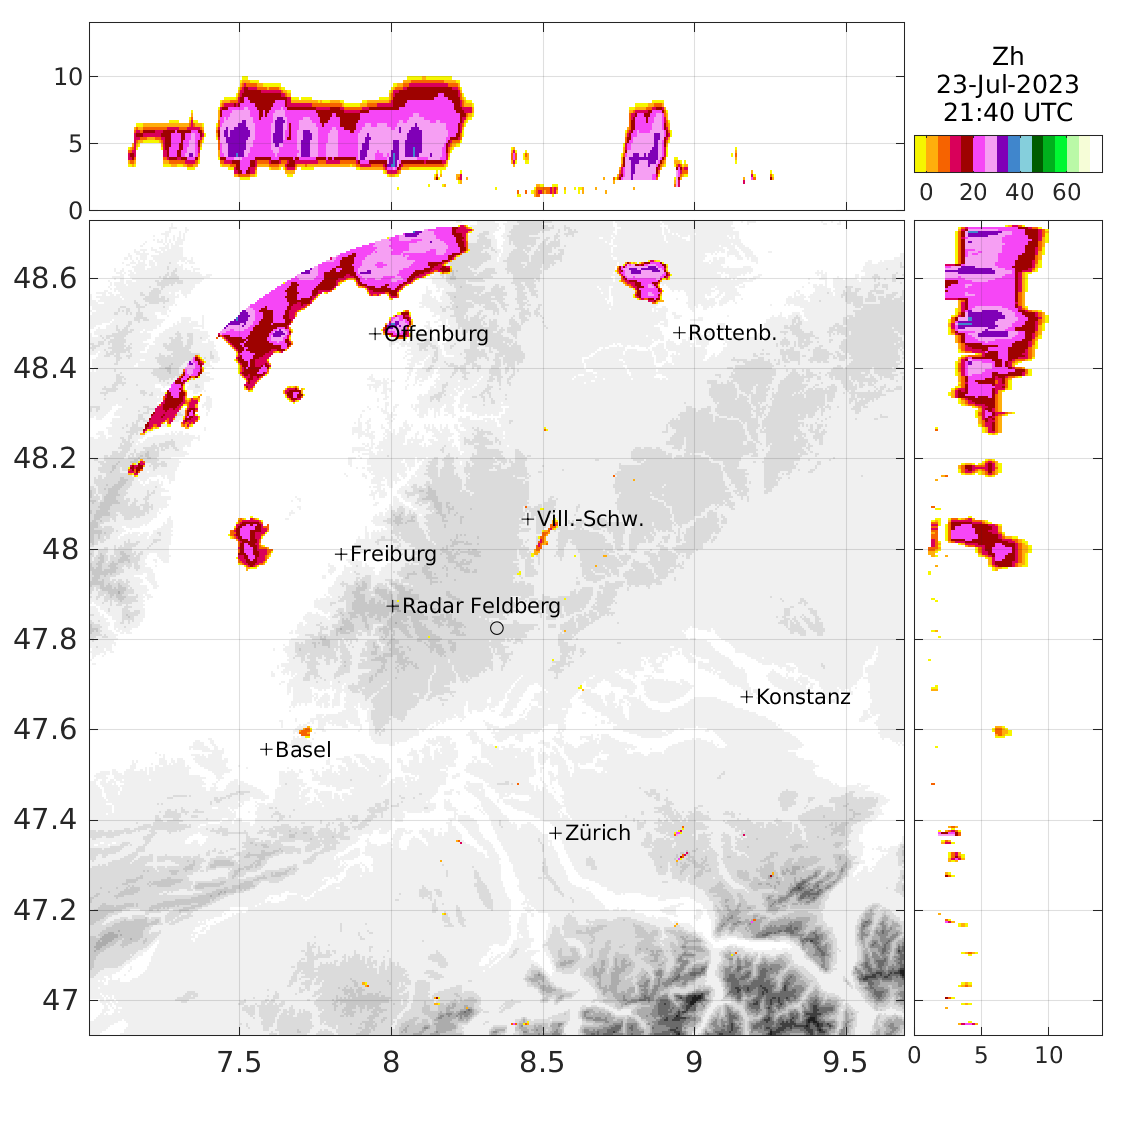 Zh
23-Jul-2023
21:40 UTC
0 20 40 60
10
5
0
48.6
48.4
48.2
48
47.8
47.6
47.4
47.2
47
Offenburg
Rottenb.
Vill.-Schw.
Freiburg
Radar Feldberg
Konstanz
Basel
Zürich
7.5 8 8.5 9 9.5
0 5 10